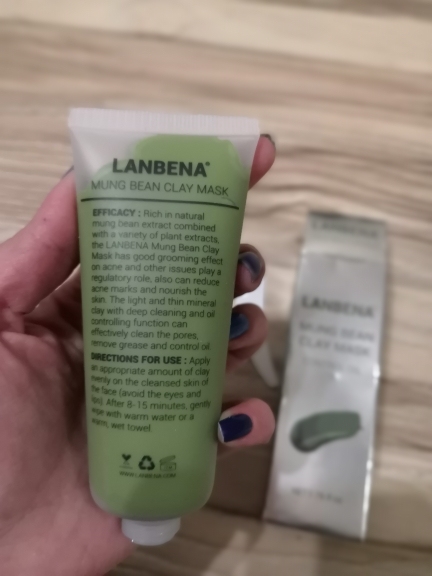 LANBENA®
MUNG BEAN CLAY MASK
EFFICACY : Rich in natural
mung bean extract combined
with a variety of plant extracts,
the LANBENA Mung Bean Clay
Mask has good grooming effect
on acne and other issues play a
regulatory role, also can reduce
acne marks and nourish the
skin. The light and thin mineral
clay with deep cleaning and oil
controlling function can
effectively clean the pores,
remove grease and control oil
DIRECTIONS FOR USE : Apply
an appropriate amount of clay
evenly on the cleansed skin of
the face (avoid the eyes and
lips). After 8-15 minutes, gently
wipe with warm water or a
warm, wet towel
WWW.LANBENA.COM
LANBENA
LANBENA
MUNG BEAN
CLAY MASK